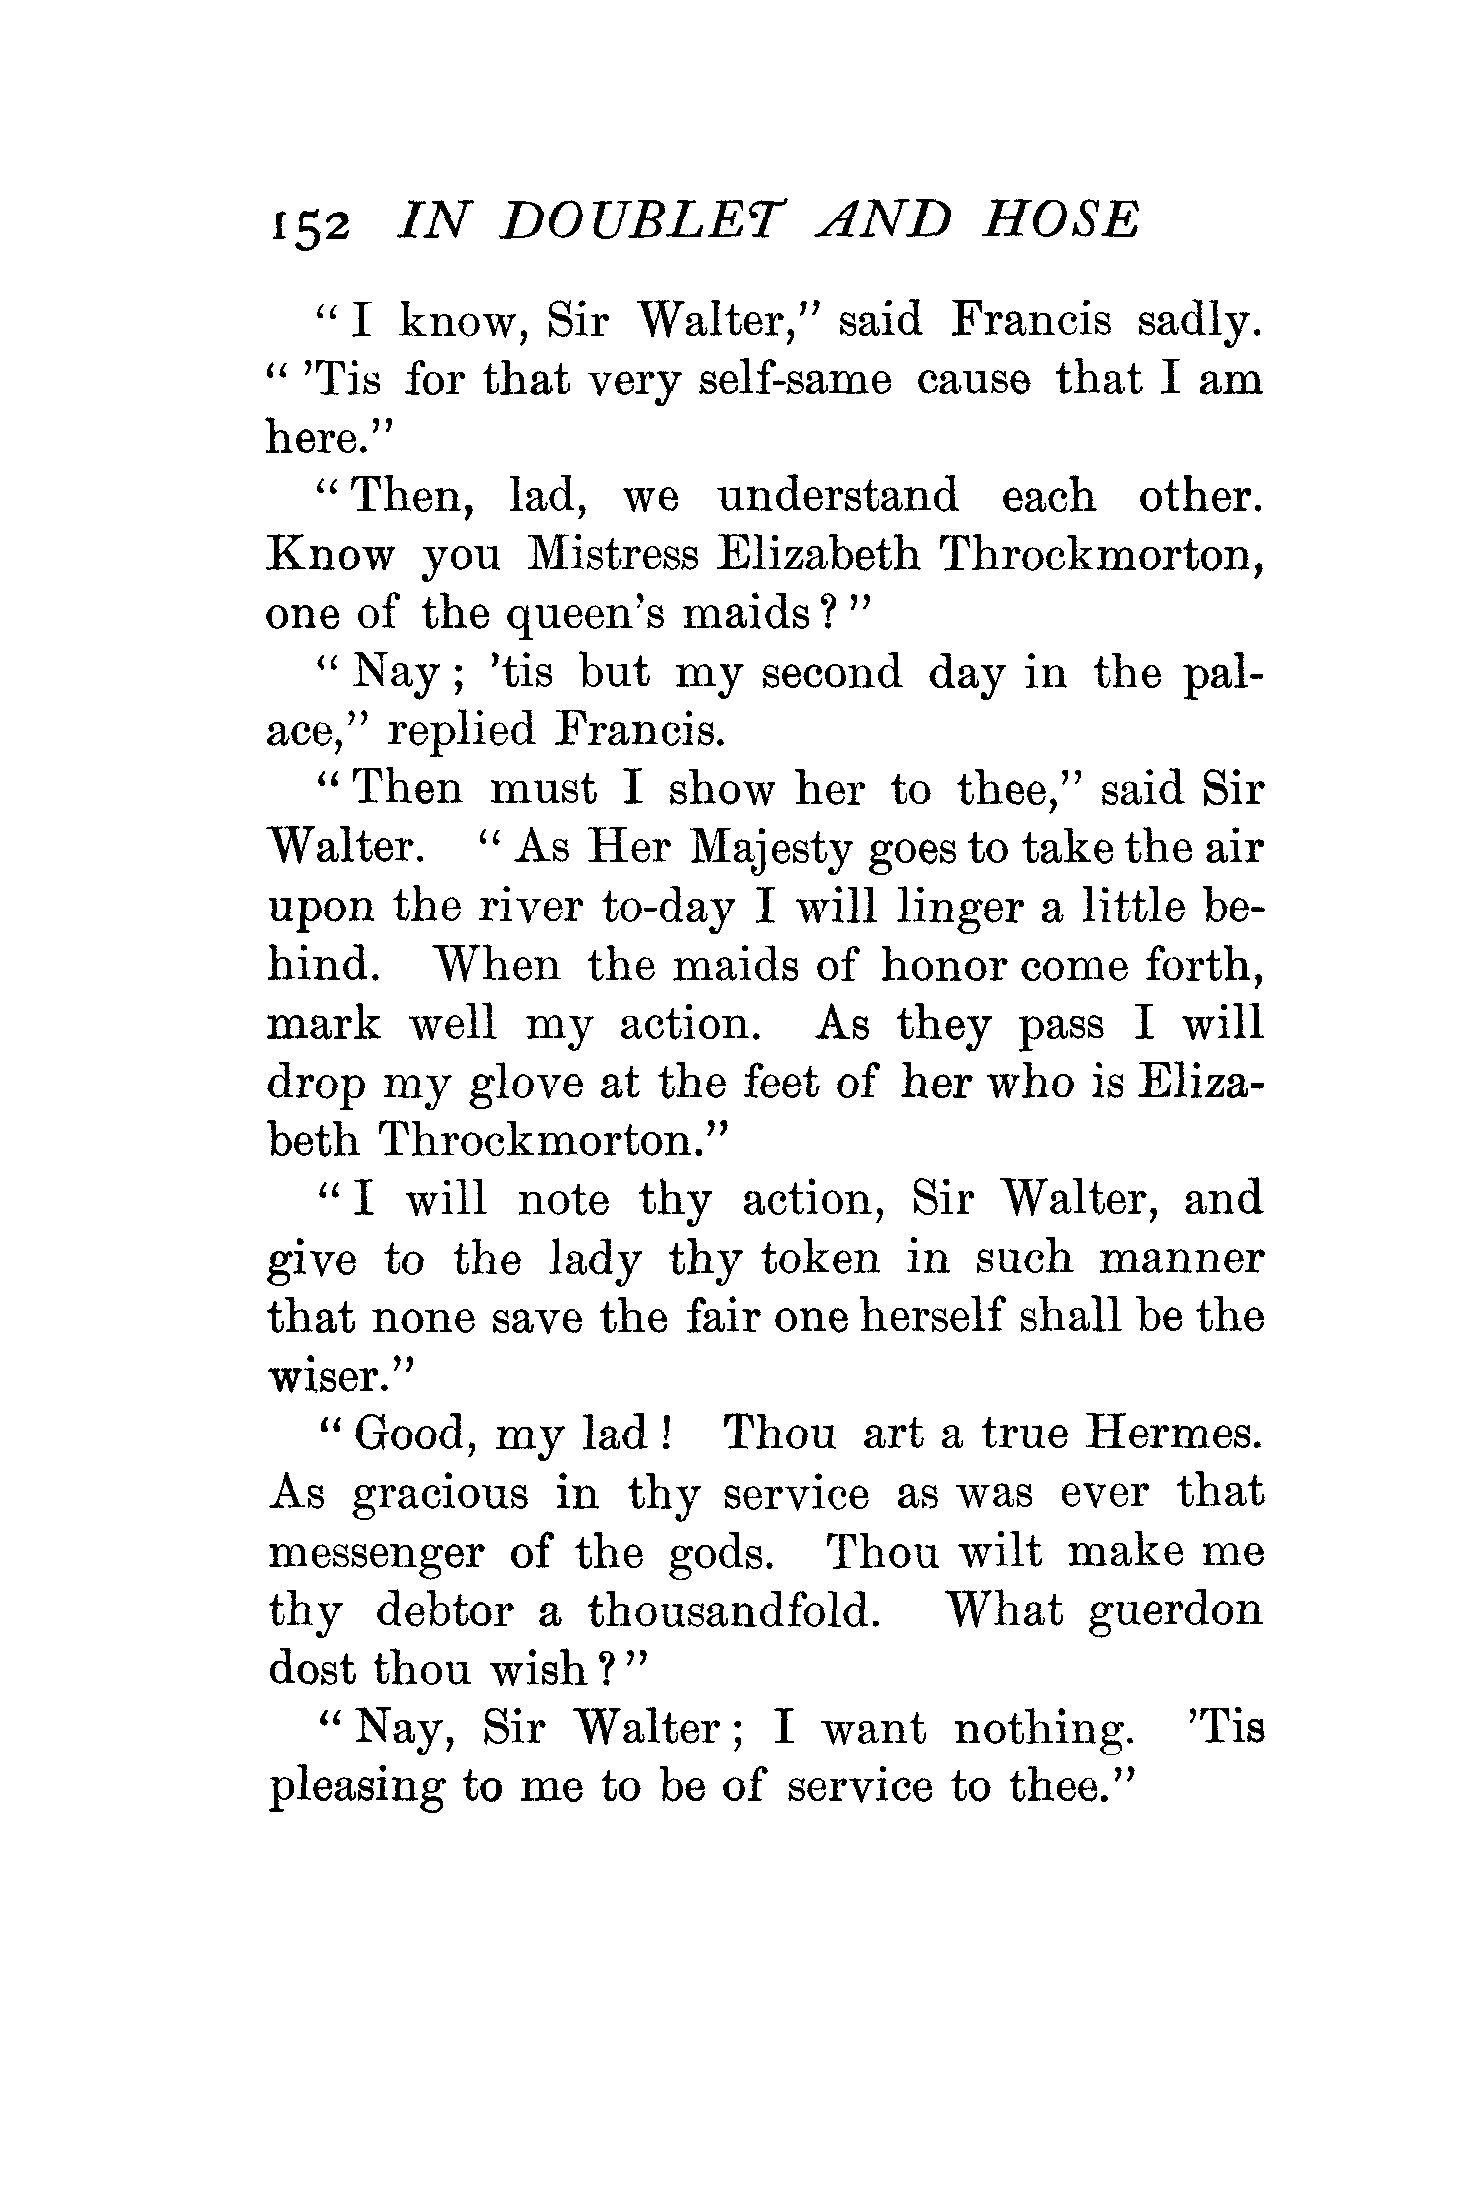 152 IN DOUBLET AND HOSE
“ I know, Sir Walter,” said Francis sadly.
“ ’Tis for that very self-same cause that I am
here.”
“ Then, lad, we understand each other.
Know you Mistress Elizabeth Throckmorton,
one of the queen’s maids ? ”
“ Nay ; ’tis but my second day in the pal-
ace,” replied Francis.
“ Then must I show her to thee,” said Sir
Walter. “ As Her Majesty goes to take the air
upon the river to-day I will linger a little be-
hind. When the maids of honor come forth,
mark well my action. As they pass I will
drop my glove at the feet of her who is Eliza-
beth Throckmorton.”
“ I will note thy action, Sir Walter, and
give to the lady thy token in such manner
that none save the fair one herself shall be the
wiser.”
“ Good, my lad ! Thou art a true Hermes.
As gracious in thy service as was ever that
messenger of the gods. Thou wilt make me
thy debtor a thousandfold. What guerdon
dost thou wish ? ”
“ Nay, Sir Walter ; I want nothing. ’Tis
pleasing to me to be of service to thee.”